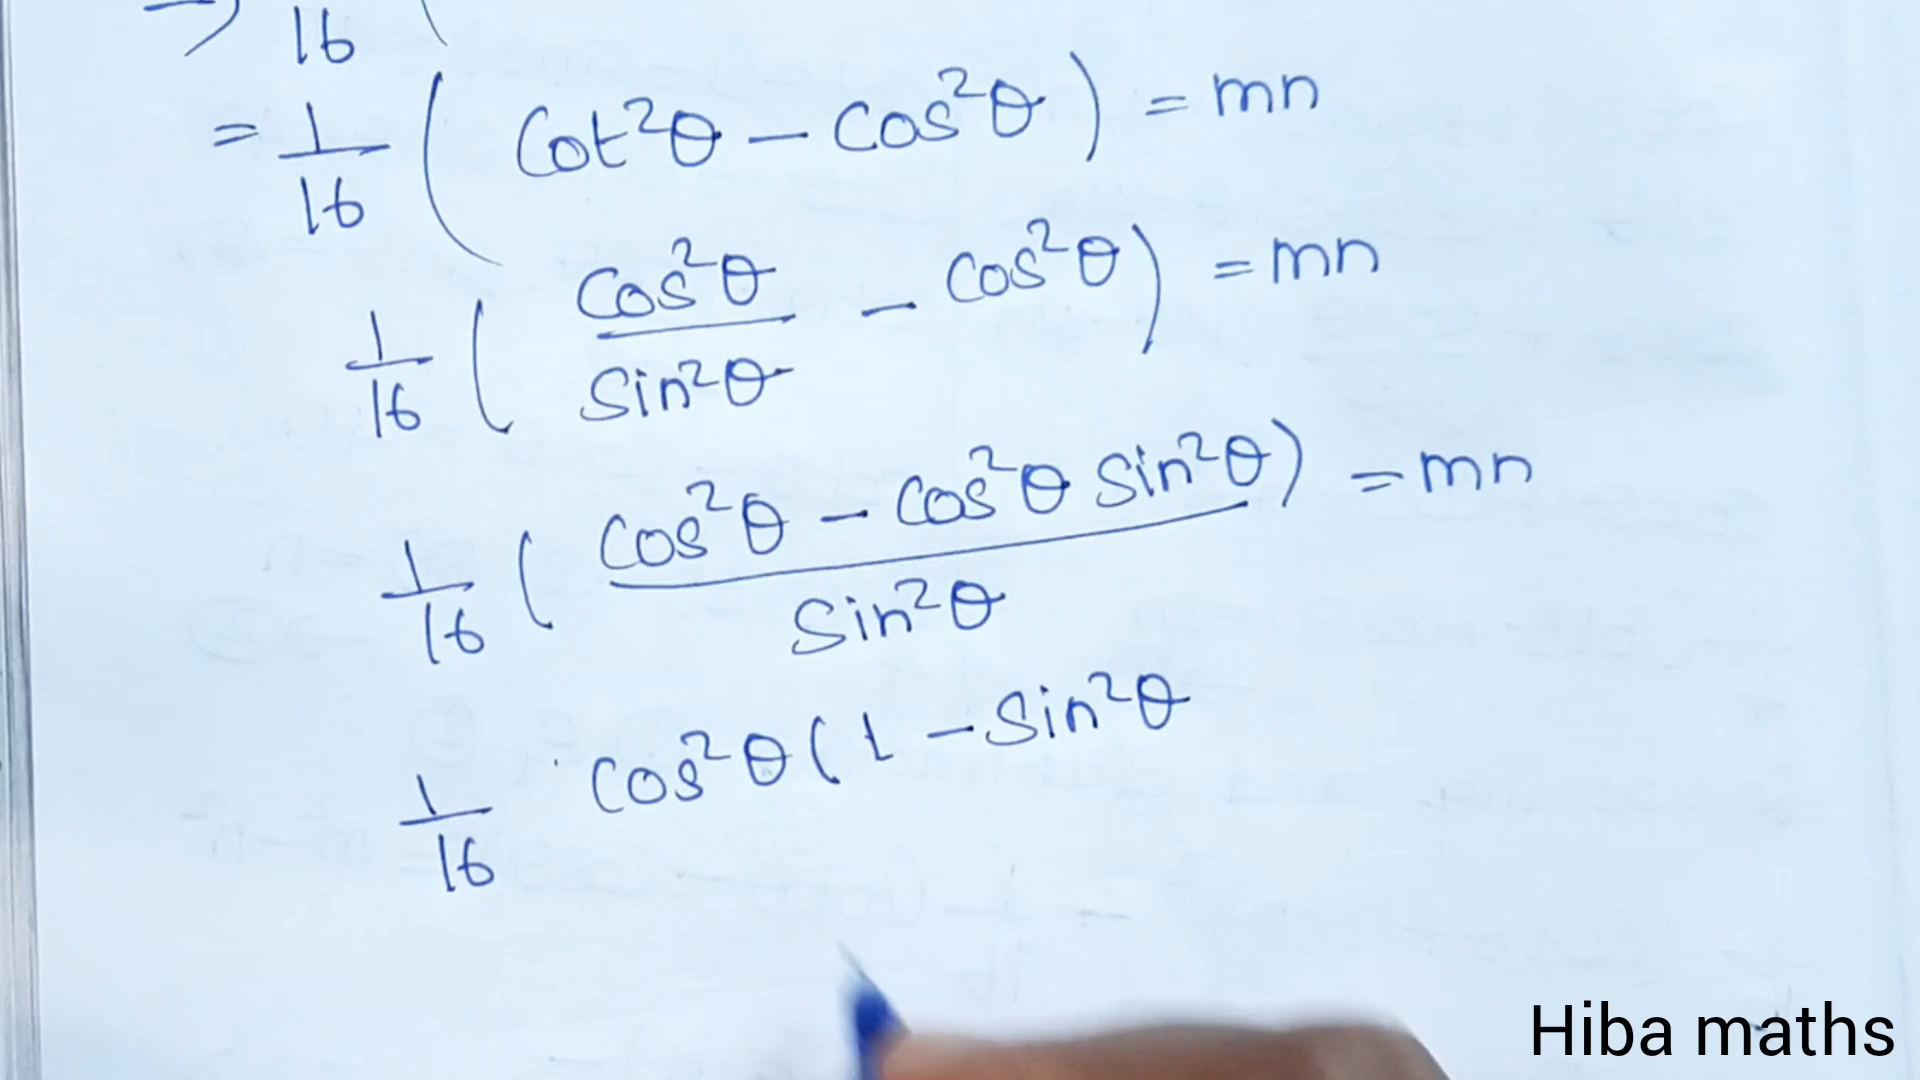 16 (
= 1/16 ( Cot²θ – Cos²θ ) = mn
1/16 ( Cos²θ / Sin²θ – Cos²θ ) = mn
1/16 ( Cos²θ – Cos²θ Sin²θ ) / Sin²θ = mn
1/16 Cos²θ ( 1 – Sin²θ
Hiba maths